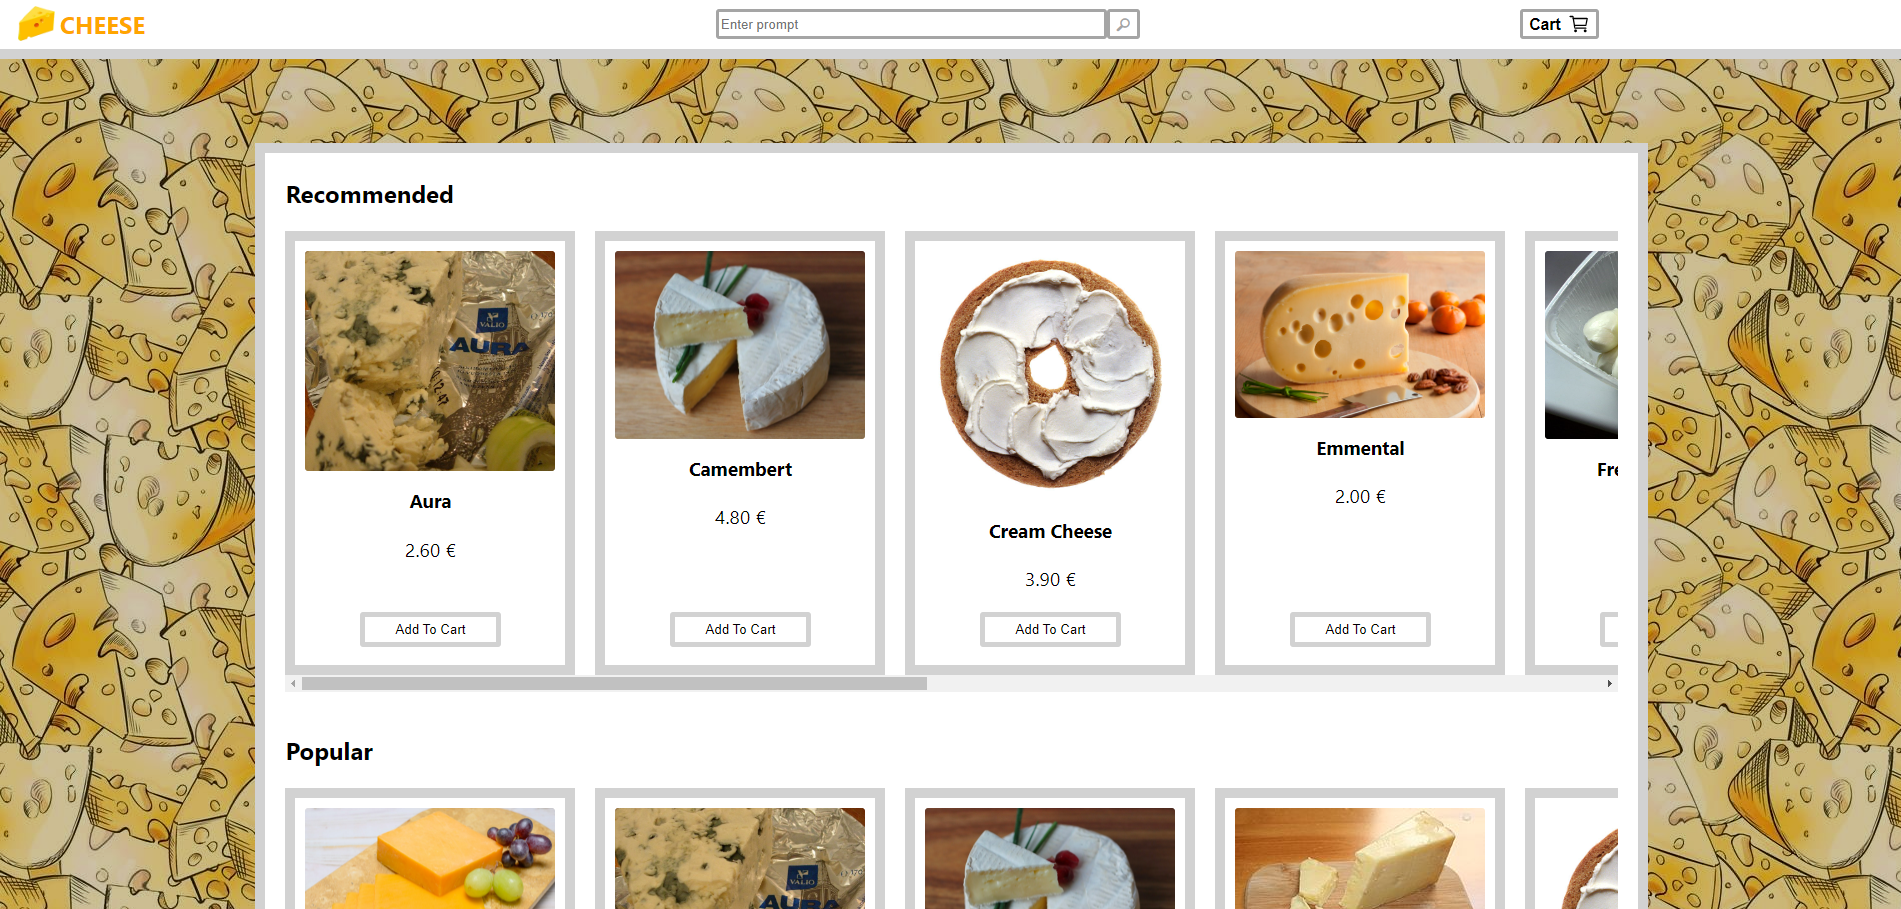 CHEESE
Enter prompt
Cart
Recommended
VALIO
AURA
Aura
2.60 €
Add To Cart
Camembert
4.80 €
Add To Cart
Cream Cheese
3.90 €
Add To Cart
Emmental
2.00 €
Add To Cart
Fre
Popular
VALIO
AURA